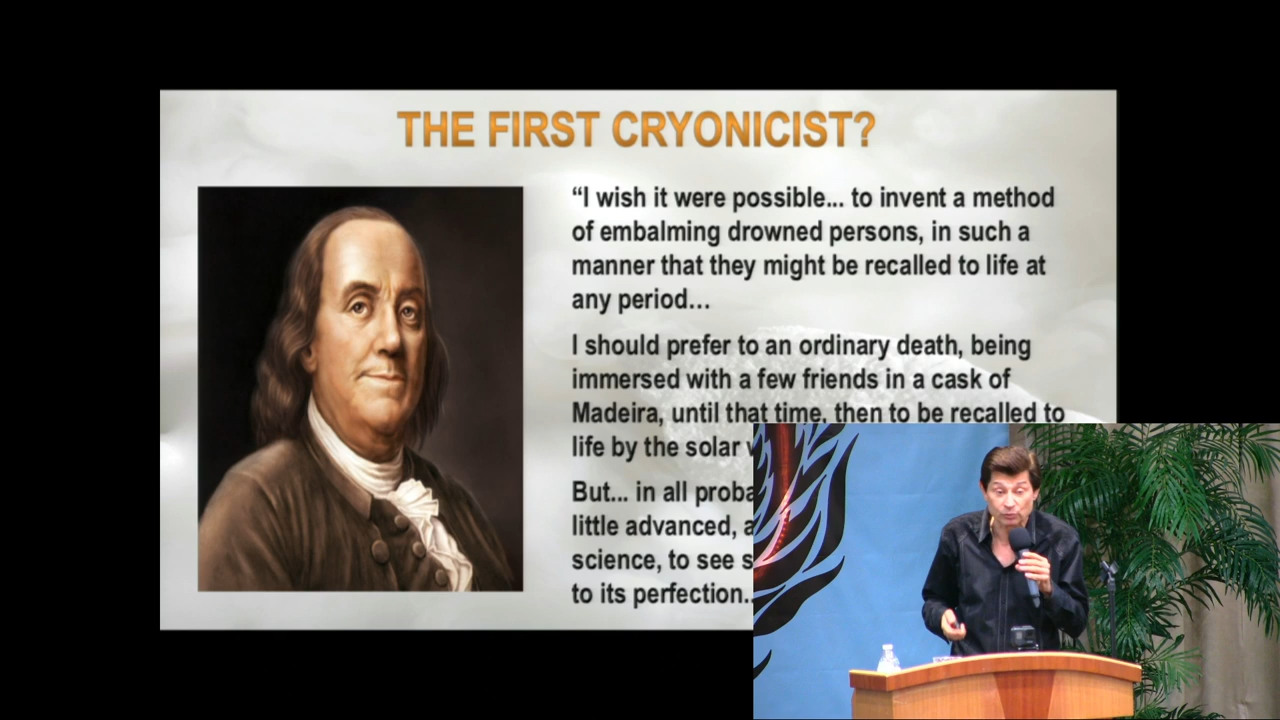 THE FIRST CRYONICIST?
“I wish it were possible... to invent a method
of embalming drowned persons, in such a
manner that they might be recalled to life at
any period…
I should prefer to an ordinary death, being
immersed with a few friends in a cask of
Madeira, until that time, then to be recalled to
life by the solar
But... in all
little advanced,
science, to see
to its perfection..